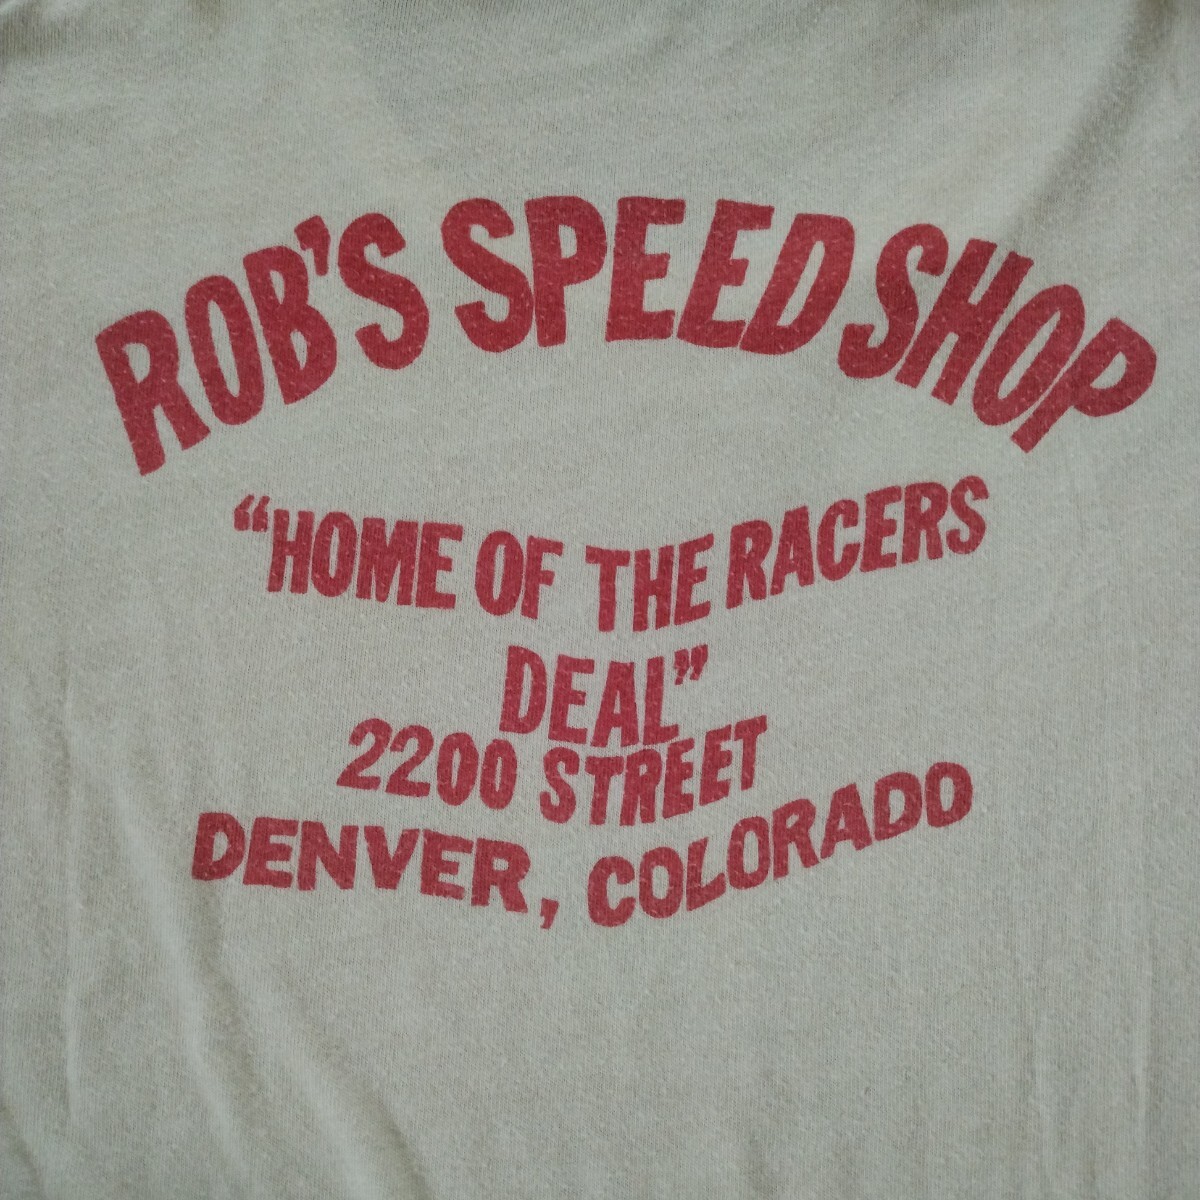 ROB'S SPEED SHOP
“HOME OF THE RACERS
DEAL”
2200 STREET
DENVER, COLORADO